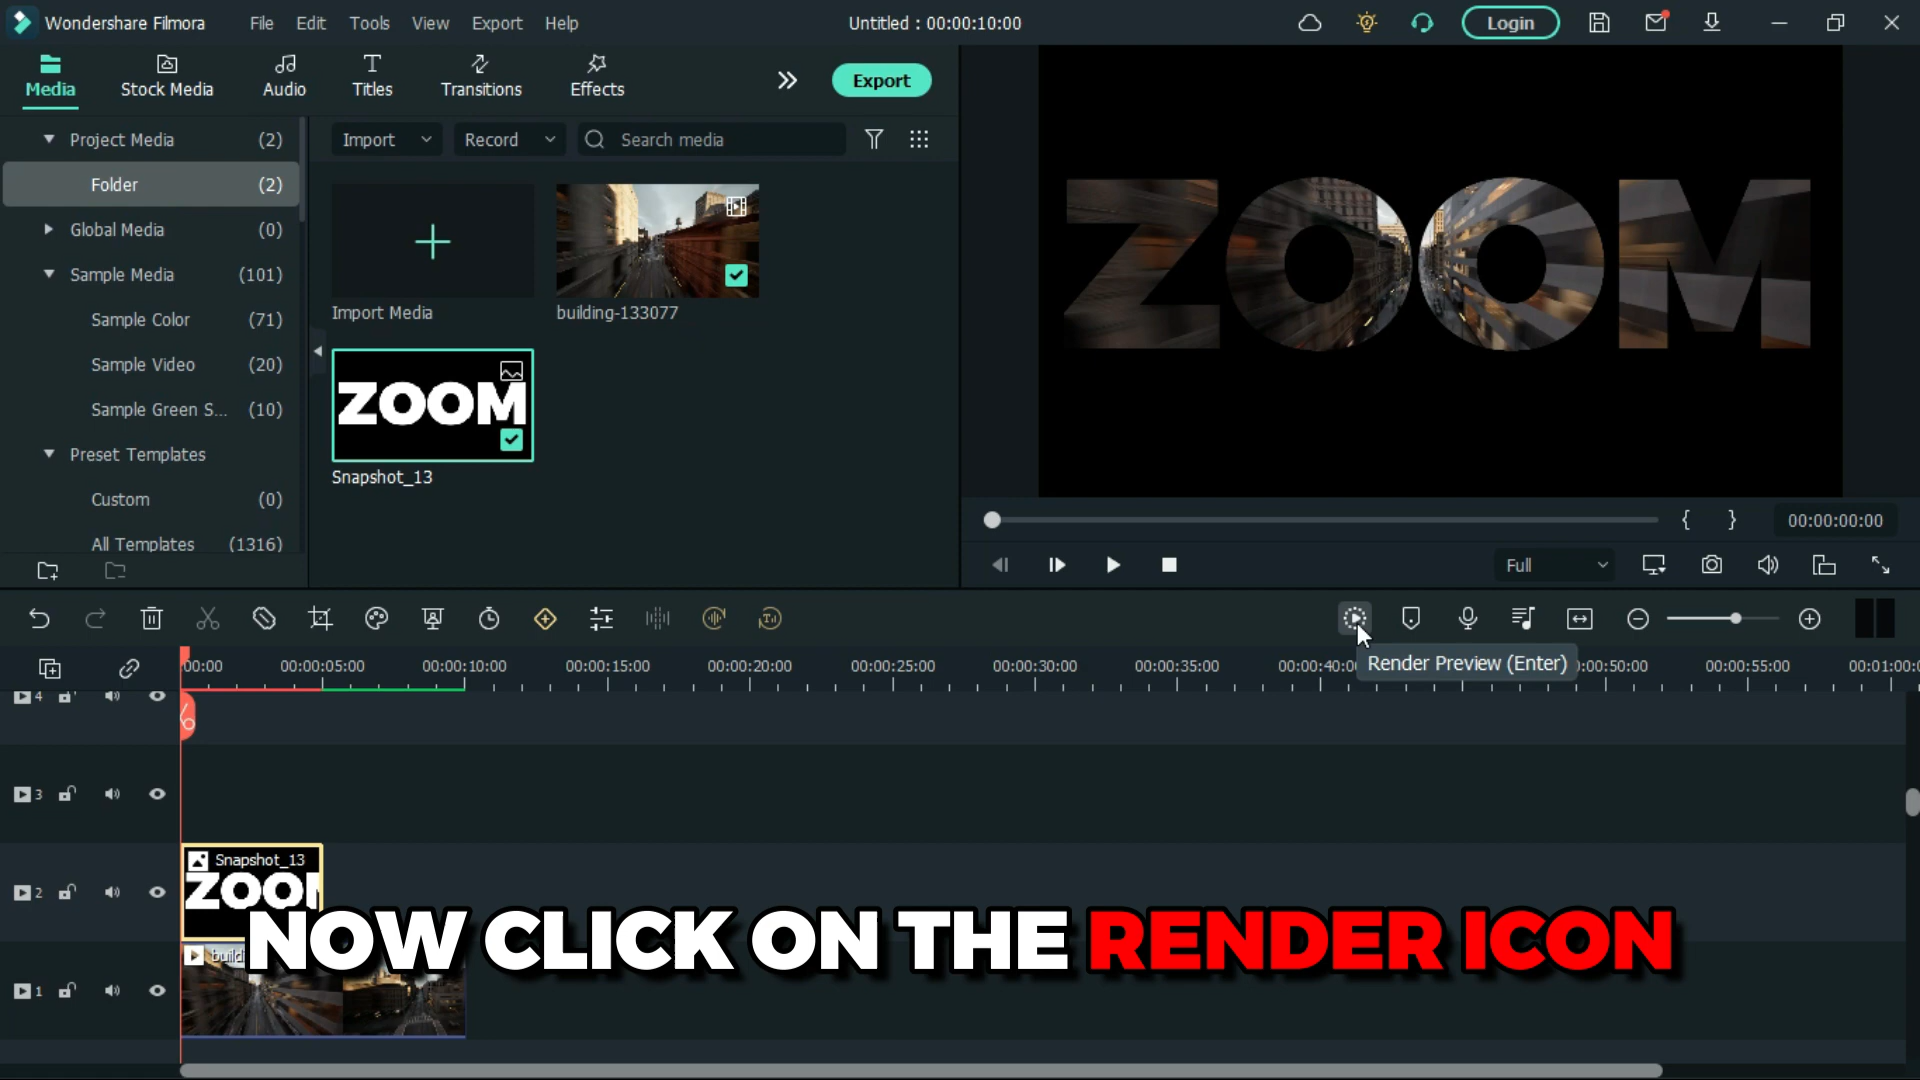 Wondershare Filmora
File Edit Tools View Export Help
Untitled : 00:00:10:00
Login
Media
Stock Media
Audio
Titles
Transitions
Effects
Export
Project Media (2)
Folder (2)
Global Media (0)
Sample Media (101)
Sample Color (71)
Sample Video (20)
Sample Green S... (10)
Preset Templates
Custom (0)
All Templates (1316)
Import
Record
Search media
Import Media
building-133077
ZOOM
Snapshot_13
ZOOM
{ }
00:00:00:00
Full
Render Preview (Enter)
00:00 00:00:05:00 00:00:10:00 00:00:15:00 00:00:20:00 00:00:25:00 00:00:30:00 00:00:35:00 00:00:40:00 00:00:50:00 00:00:55:00 00:01:00:0
4
3
Snapshot_13
ZOOM
2
build
1
NOW CLICK ON THE RENDER ICON